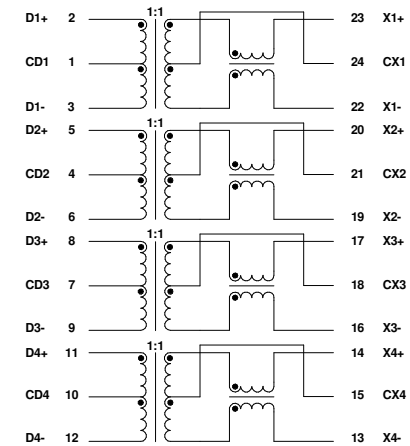 1:1
D1+ 2 23 X1+
CD1 1 24 CX1
D1- 3 22 X1-
1:1
D2+ 5 20 X2+
CD2 4 21 CX2
D2- 6 19 X2-
1:1
D3+ 8 17 X3+
CD3 7 18 CX3
D3- 9 16 X3-
1:1
D4+ 11 14 X4+
CD4 10 15 CX4
D4- 12 13 X4-